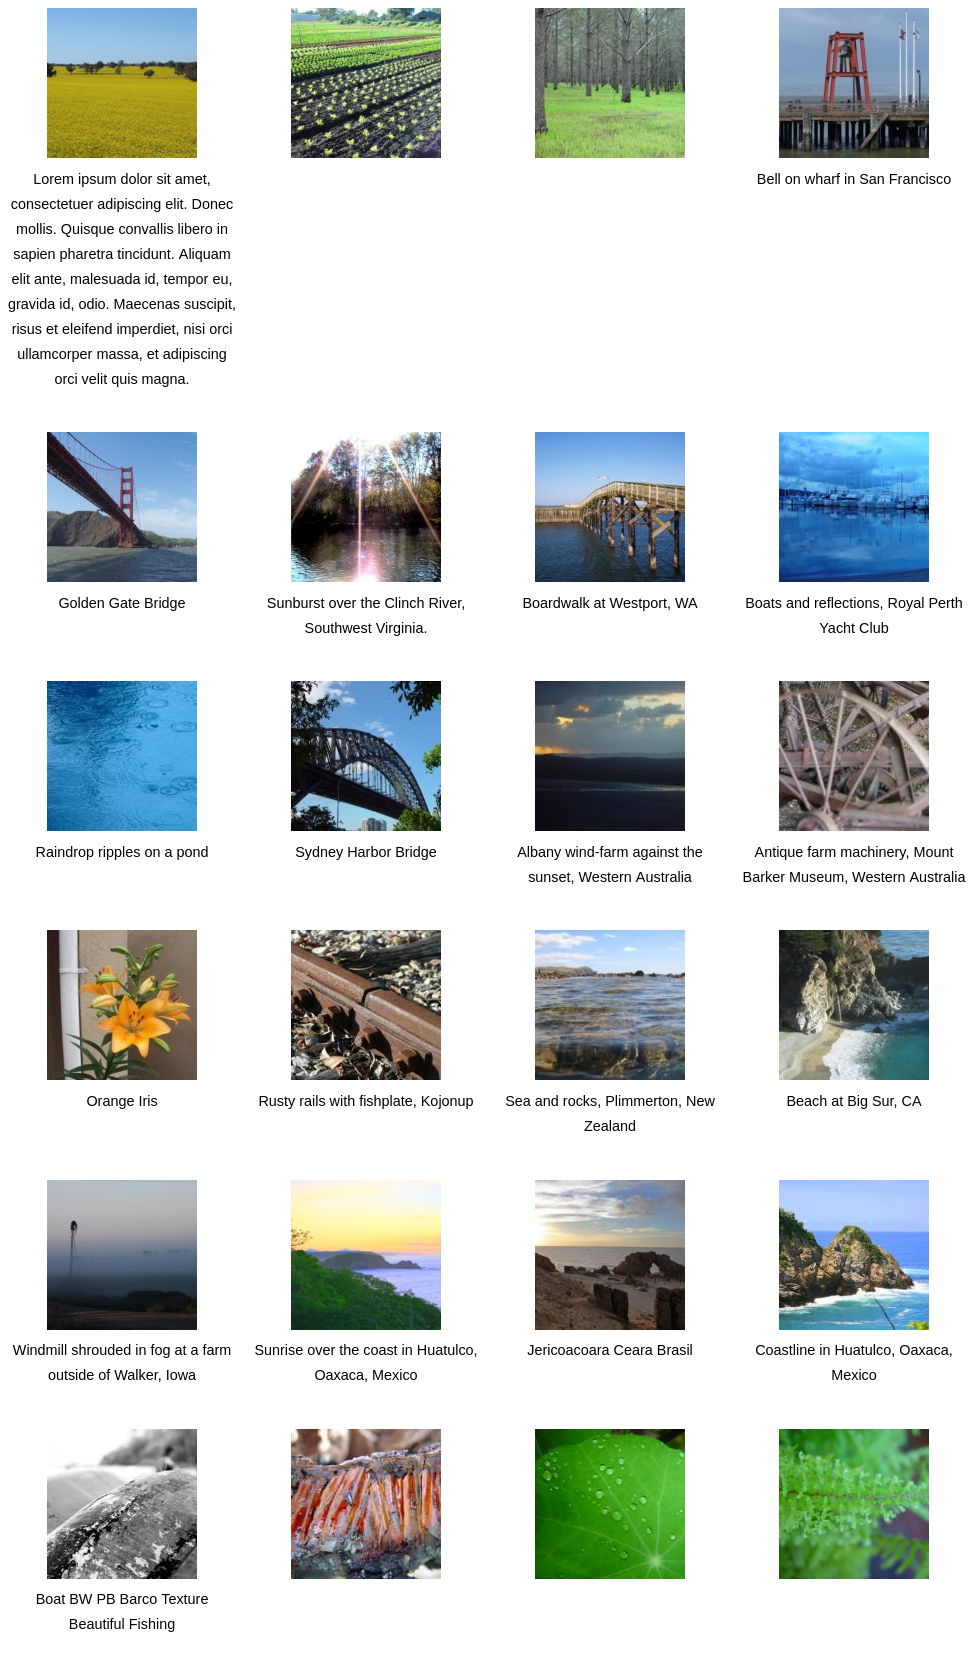 Lorem ipsum dolor sit amet,
consectetuer adipiscing elit. Donec
mollis. Quisque convallis libero in
sapien pharetra tincidunt. Aliquam
elit ante, malesuada id, tempor eu,
gravida id, odio. Maecenas suscipit,
risus et eleifend imperdiet, nisi orci
ullamcorper massa, et adipiscing
orci velit quis magna.
Bell on wharf in San Francisco
Golden Gate Bridge
Sunburst over the Clinch River,
Southwest Virginia.
Boardwalk at Westport, WA
Boats and reflections, Royal Perth
Yacht Club
Raindrop ripples on a pond
Sydney Harbor Bridge
Albany wind-farm against the
sunset, Western Australia
Antique farm machinery, Mount
Barker Museum, Western Australia
Orange Iris
Rusty rails with fishplate, Kojonup
Sea and rocks, Plimmerton, New
Zealand
Beach at Big Sur, CA
Windmill shrouded in fog at a farm
outside of Walker, Iowa
Sunrise over the coast in Huatulco,
Oaxaca, Mexico
Jericoacoara Ceara Brasil
Coastline in Huatulco, Oaxaca,
Mexico
Boat BW PB Barco Texture
Beautiful Fishing